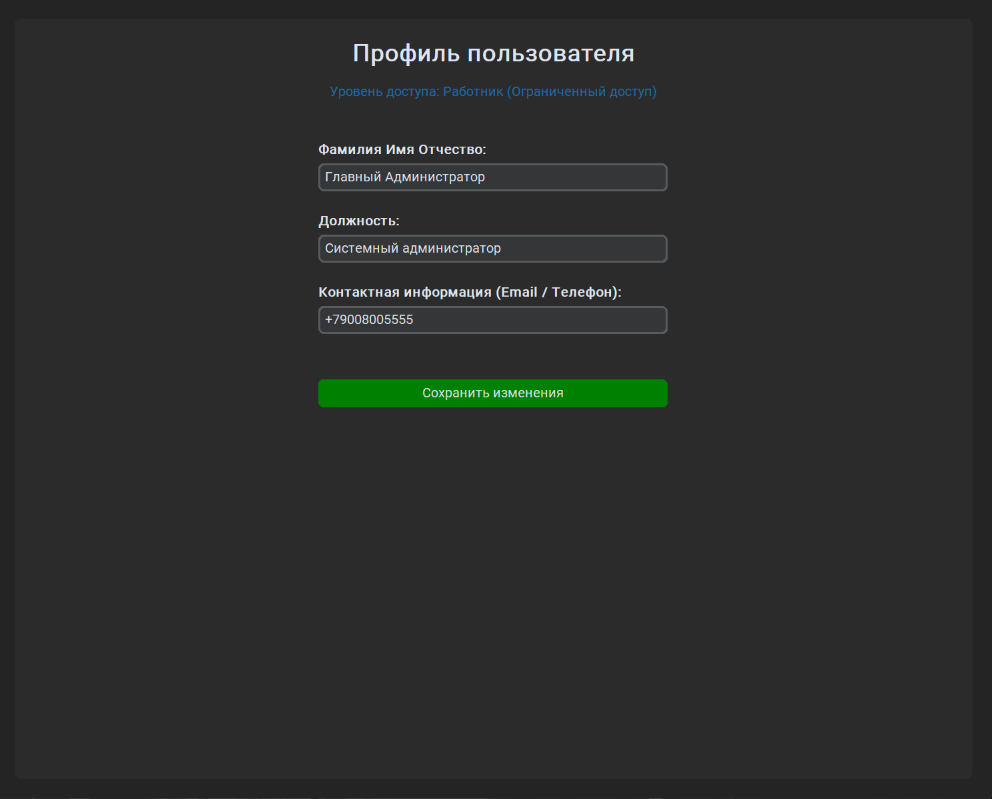 Профиль пользователя
Уровень доступа: Работник (Ограниченный доступ)
Фамилия Имя Отчество:
Главный Администратор
Должность:
Системный администратор
Контактная информация (Email / Телефон):
+79008005555
Сохранить изменения